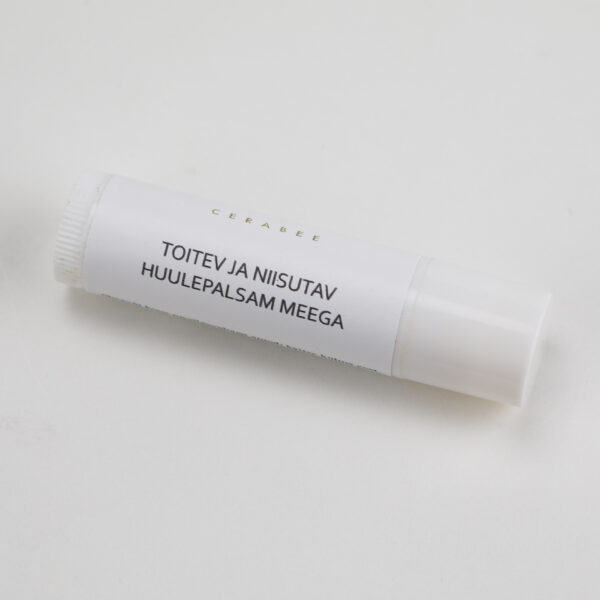 CERABEE
TOITEV JA NIISUTAV
HUULEPALSAM MEEGA